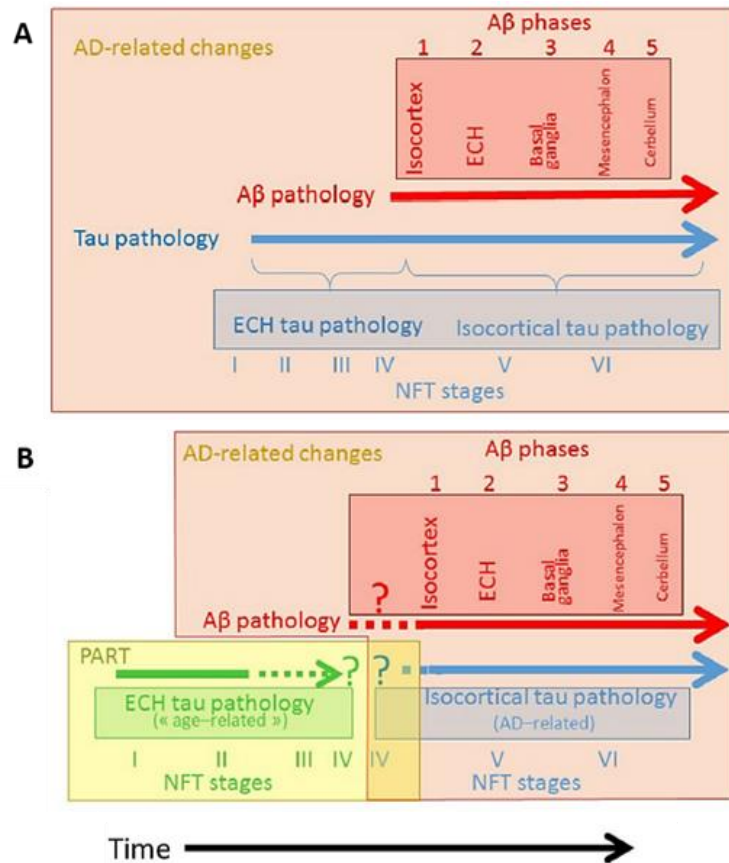 A
AD-related changes
Aβ phases
1 2 3 4 5
Isocortex
ECH
Basal
ganglia
Mesencephalon
Cerbellum
Aβ pathology
Tau pathology
ECH tau pathology
Isocortical tau pathology
I II III IV V VI
NFT stages
B
AD-related changes
Aβ phases
1 2 3 4 5
Isocortex
ECH
Basal
ganglia
Mesencephalon
Cerbellum
?
Aβ pathology
PART
? ?
ECH tau pathology
(« age-related »)
Isocortical tau pathology
(AD-related)
I II III IV IV V VI
NFT stages
NFT stages
Time